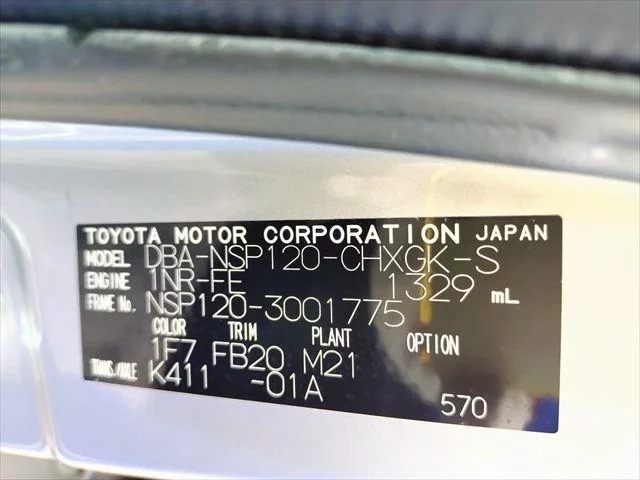 TOYOTA MOTOR CORPORATION JAPAN
MODEL DBA-NSP120-CHXGK-S
ENGINE 1NR-FE 1329 mL
FRAME No. NSP120-3001775
COLOR TRIM PLANT OPTION
1F7 FB20 M21
TRANS./AXLE K411 -01A
570